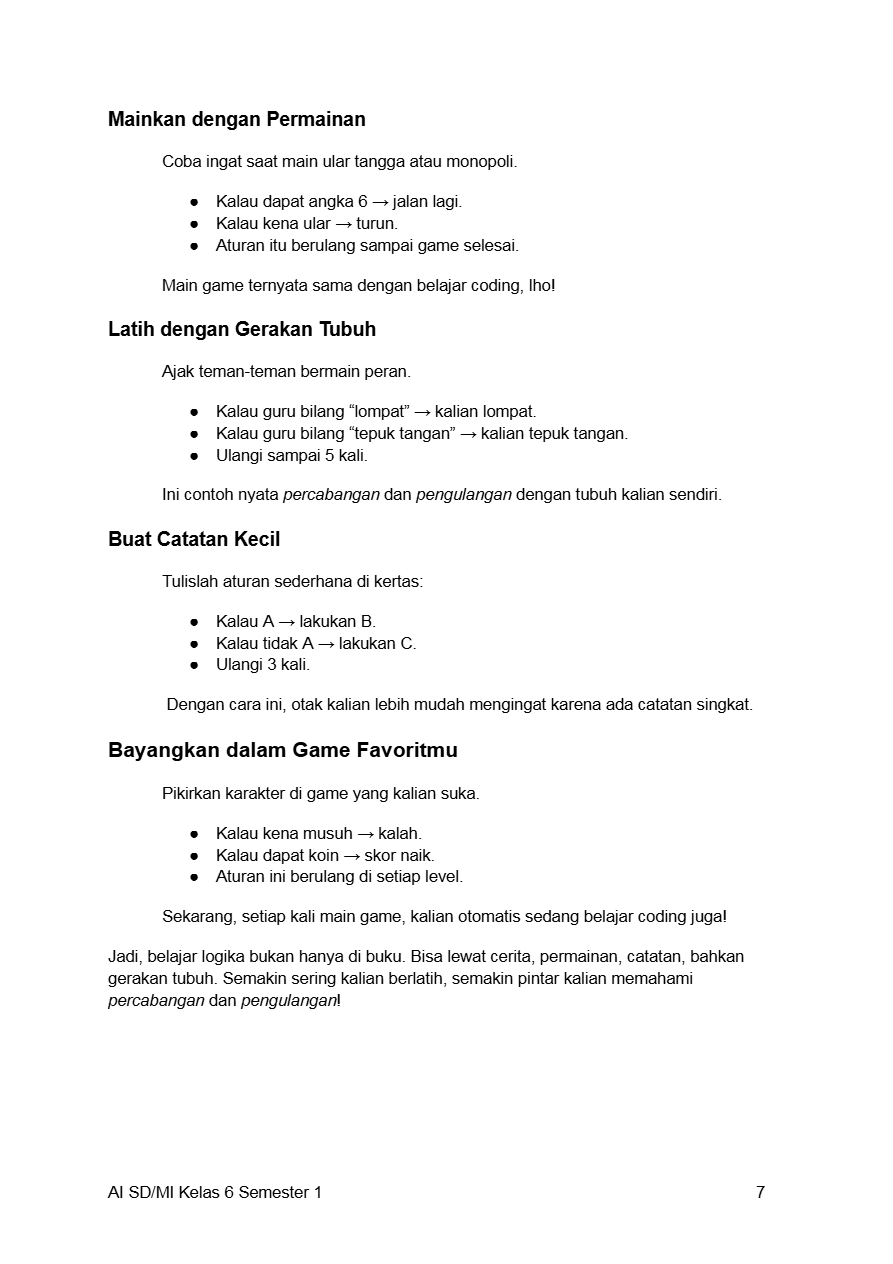 Mainkan dengan Permainan
Coba ingat saat main ular tangga atau monopoli.
● Kalau dapat angka 6 → jalan lagi.
● Kalau kena ular → turun.
● Aturan itu berulang sampai game selesai.
Main game ternyata sama dengan belajar coding, lho!
Latih dengan Gerakan Tubuh
Ajak teman-teman bermain peran.
● Kalau guru bilang “lompat” → kalian lompat.
● Kalau guru bilang “tepuk tangan” → kalian tepuk tangan.
● Ulangi sampai 5 kali.
Ini contoh nyata percabangan dan pengulangan dengan tubuh kalian sendiri.
Buat Catatan Kecil
Tulislah aturan sederhana di kertas:
● Kalau A → lakukan B.
● Kalau tidak A → lakukan C.
● Ulangi 3 kali.
Dengan cara ini, otak kalian lebih mudah mengingat karena ada catatan singkat.
Bayangkan dalam Game Favoritmu
Pikirkan karakter di game yang kalian suka.
● Kalau kena musuh → kalah.
● Kalau dapat koin → skor naik.
● Aturan ini berulang di setiap level.
Sekarang, setiap kali main game, kalian otomatis sedang belajar coding juga!
Jadi, belajar logika bukan hanya di buku. Bisa lewat cerita, permainan, catatan, bahkan
gerakan tubuh. Semakin sering kalian berlatih, semakin pintar kalian memahami
percabangan dan pengulangan!
AI SD/MI Kelas 6 Semester 1 7